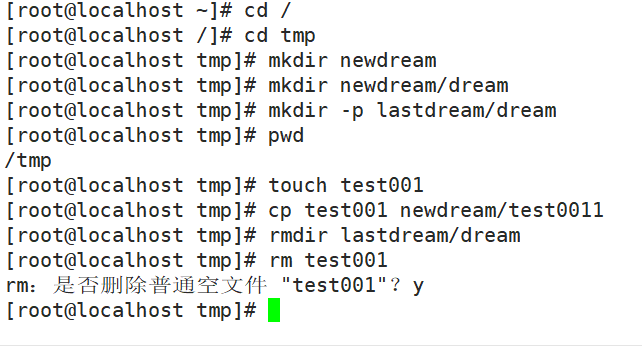 [root@localhost ~]# cd /
[root@localhost /]# cd tmp
[root@localhost tmp]# mkdir newdream
[root@localhost tmp]# mkdir newdream/dream
[root@localhost tmp]# mkdir -p lastdream/dream
[root@localhost tmp]# pwd
/tmp
[root@localhost tmp]# touch test001
[root@localhost tmp]# cp test001 newdream/test0011
[root@localhost tmp]# rmdir lastdream/dream
[root@localhost tmp]# rm test001
rm：是否删除普通空文件 "test001"？y
[root@localhost tmp]#